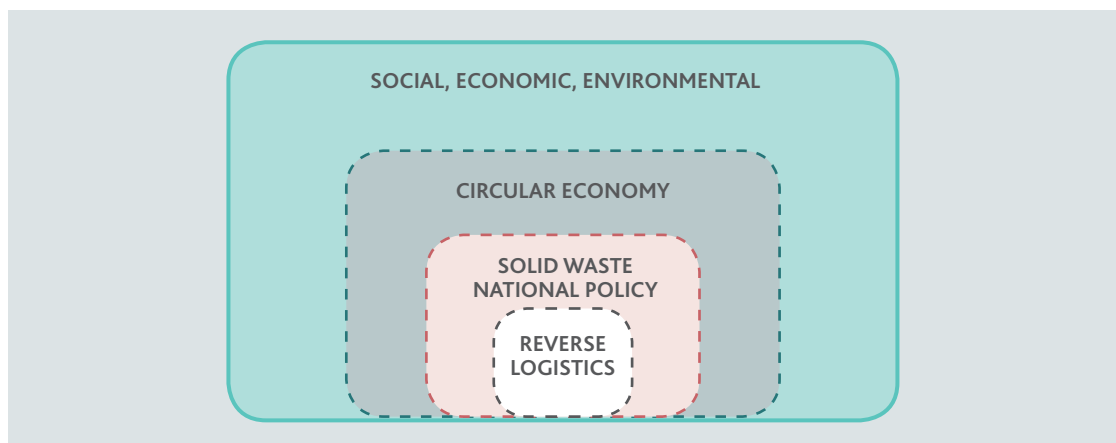 SOCIAL, ECONOMIC, ENVIRONMENTAL
CIRCULAR ECONOMY
SOLID WASTE
NATIONAL POLICY
REVERSE
LOGISTICS